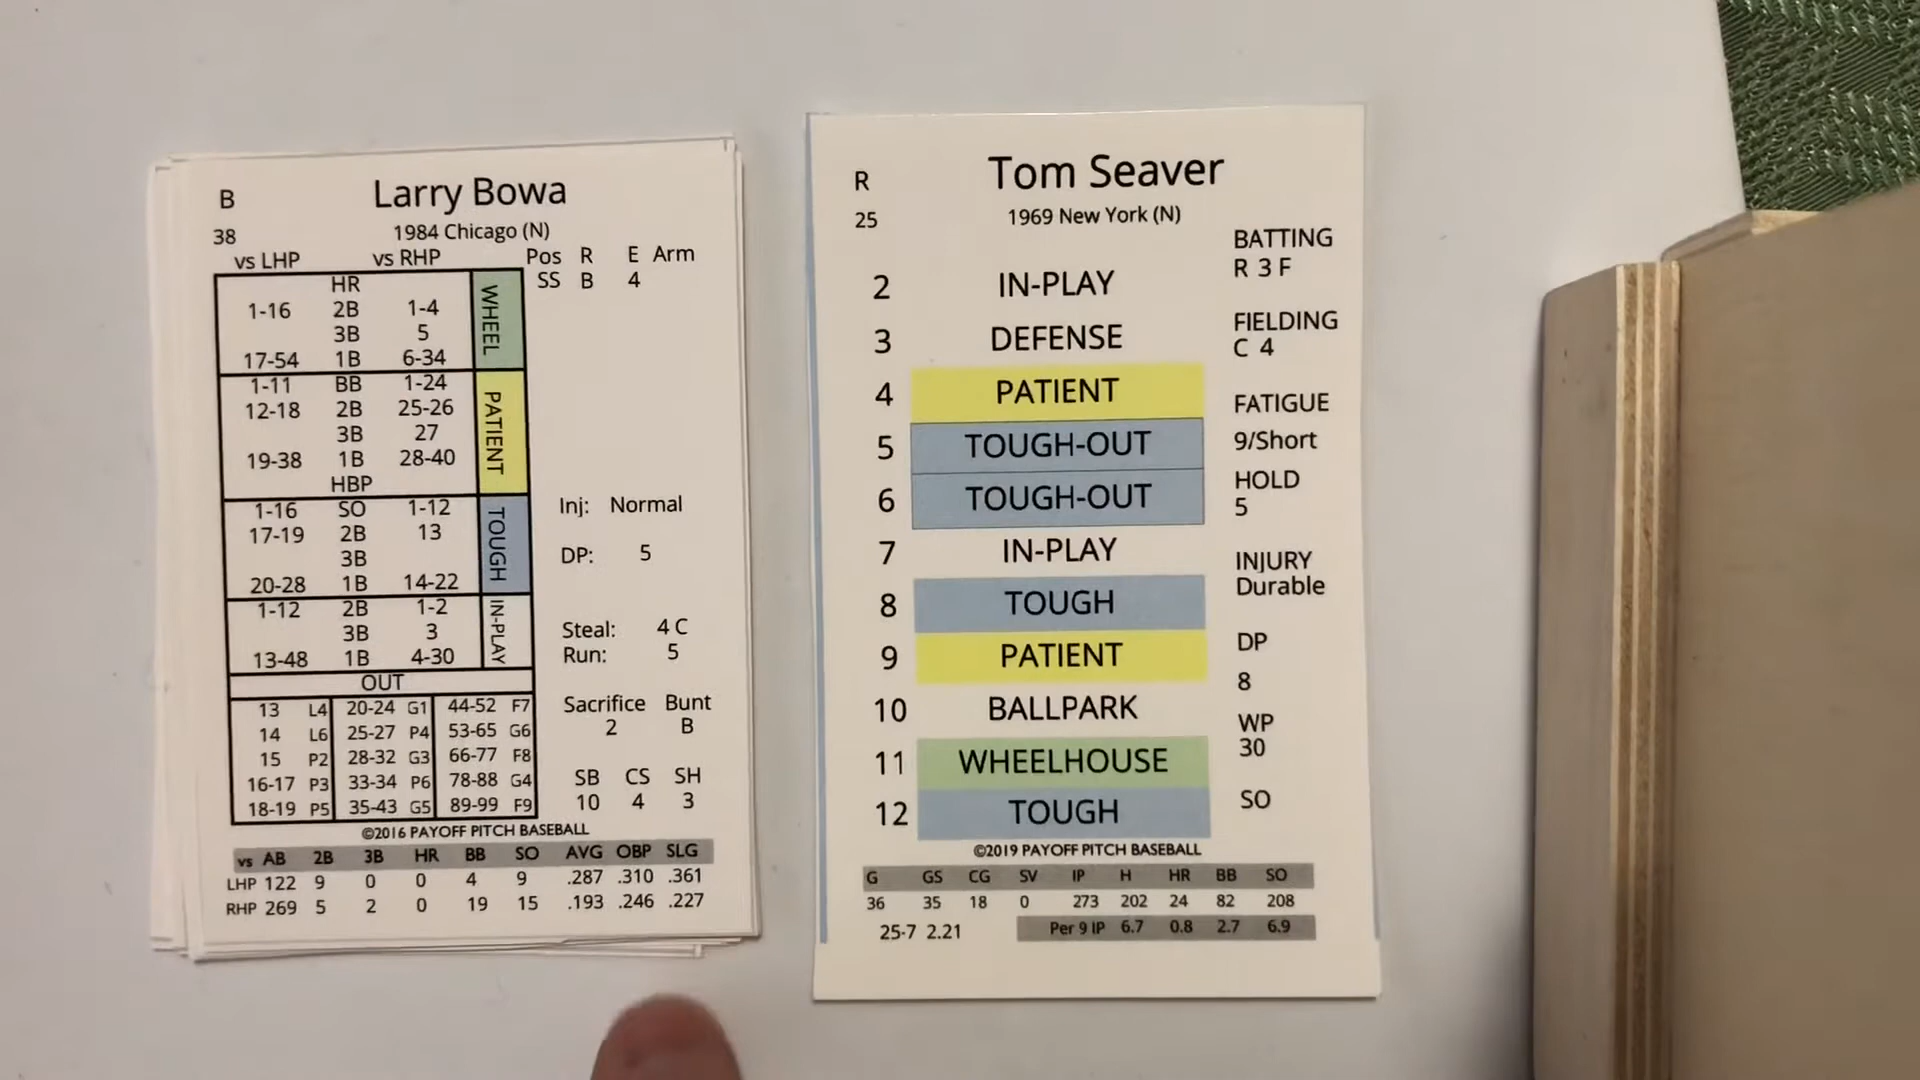 B Larry Bowa
38 1984 Chicago (N)
vs LHP vs RHP Pos R E Arm
SS B 4
HR
1-16 2B 1-4
3B 5
17-54 1B 6-34
WHEEL
1-11 BB 1-24
12-18 2B 25-26
3B 27
19-38 1B 28-40
HBP
PATIENT
1-16 SO 1-12
17-19 2B 13
3B
20-28 1B 14-22
TOUGH
1-12 2B 1-2
3B 3
13-48 1B 4-30
IN-PLAY
OUT
13 L4 20-24 G1 44-52 F7
14 L6 25-27 P4 53-65 G6
15 P2 28-32 G3 66-77 F8
16-17 P3 33-34 P6 78-88 G4
18-19 P5 35-43 G5 89-99 F9
Inj: Normal
DP: 5
Steal: 4 C
Run: 5
Sacrifice Bunt
2 B
SB CS SH
10 4 3
©2016 PAYOFF PITCH BASEBALL
vs AB 2B 3B HR BB SO AVG OBP SLG
LHP 122 9 0 0 4 9 .287 .310 .361
RHP 269 5 2 0 19 15 .193 .246 .227
R Tom Seaver
25 1969 New York (N)
2 IN-PLAY
3 DEFENSE
4 PATIENT
5 TOUGH-OUT
6 TOUGH-OUT
7 IN-PLAY
8 TOUGH
9 PATIENT
10 BALLPARK
11 WHEELHOUSE
12 TOUGH
BATTING
R 3 F
FIELDING
C 4
FATIGUE
9/Short
HOLD
5
INJURY
Durable
DP
8
WP
30
SO
©2019 PAYOFF PITCH BASEBALL
G GS CG SV IP H HR BB SO
36 35 18 0 273 202 24 82 208
25-7 2.21 Per 9 IP 6.7 0.8 2.7 6.9